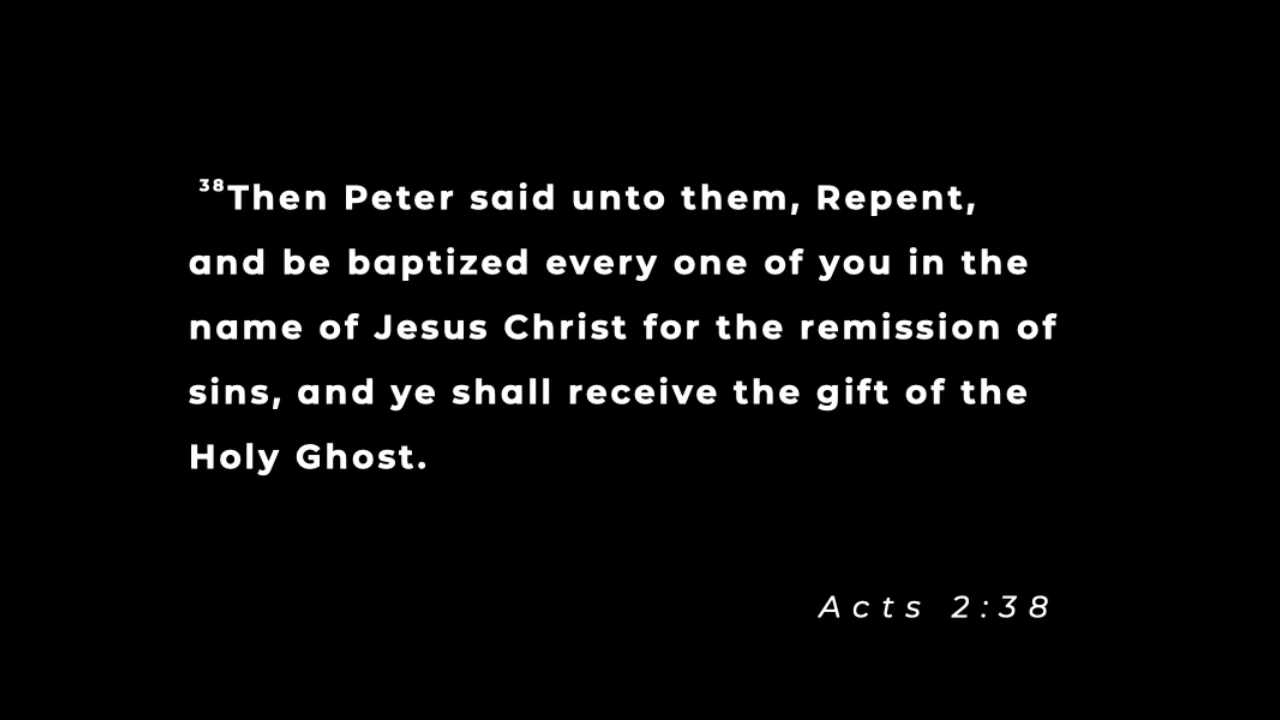 ³⁸Then Peter said unto them, Repent,
and be baptized every one of you in the
name of Jesus Christ for the remission of
sins, and ye shall receive the gift of the
Holy Ghost.
Acts 2:38